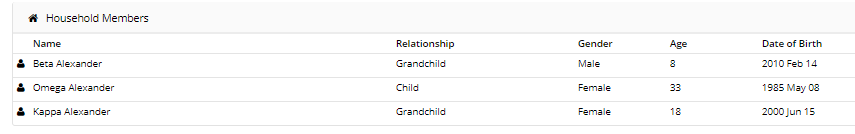 Household Members
Name Relationship Gender Age Date of Birth
Beta Alexander Grandchild Male 8 2010 Feb 14
Omega Alexander Child Female 33 1985 May 08
Kappa Alexander Grandchild Female 18 2000 Jun 15